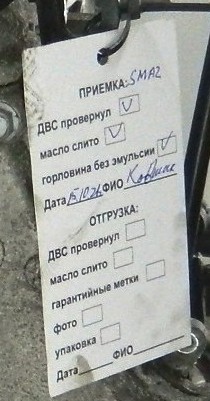 ПРИЕМКА: SMA2
ДВС провернул
масло слито
горловина без эмульсии
Дата ФИО
ОТГРУЗКА:
ДВС провернул
масло слито
гарантийные метки
фото
упаковка
Дата ФИО